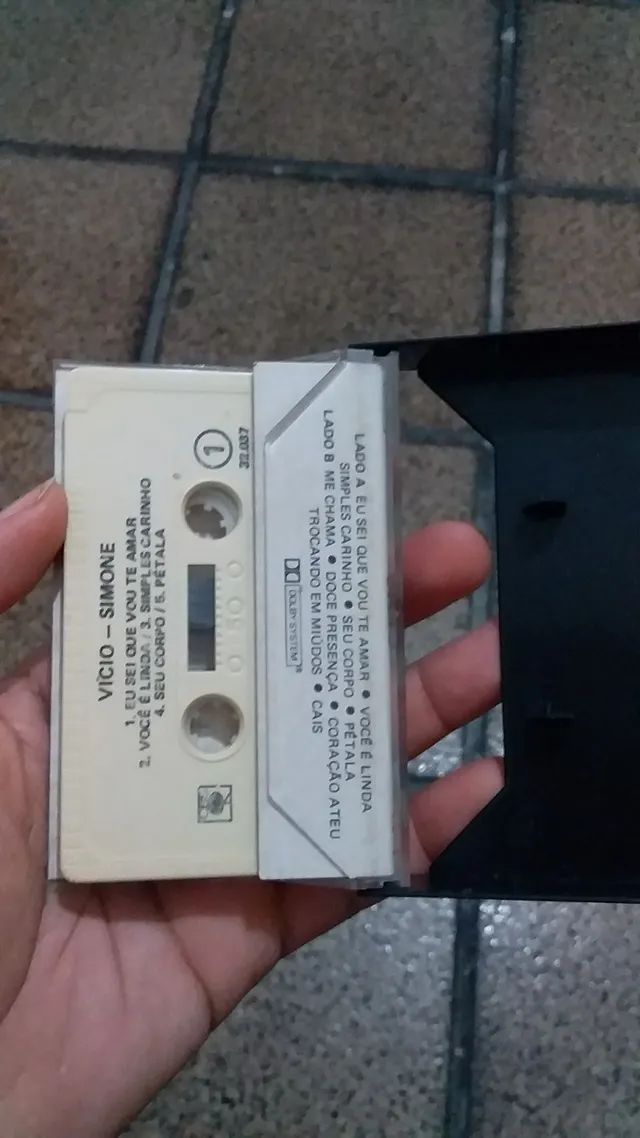 VÍCIO – SIMONE
1. EU SEI QUE VOU TE AMAR
2. VOCÊ É LINDA / 3. SIMPLES CARINHO
4. SEU CORPO / 5. PÉTALA
1
32.037
LADO A EU SEI QUE VOU TE AMAR ● VOCÊ É LINDA
SIMPLES CARINHO ● SEU CORPO ● PÉTALA
LADO B ME CHAMA ● DOCE PRESENÇA ● CORAÇÃO ATEU
TROCANDO EM MIÚDOS ● CAIS
DOLBY SYSTEM